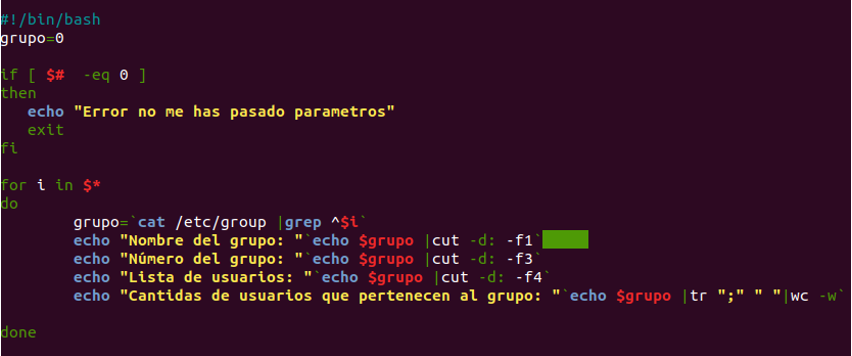 #!/bin/bash
grupo=0
if [ $#  -eq 0 ]
then
   echo "Error no me has pasado parametros"
   exit
fi
for i in $*
do
        grupo=`cat /etc/group |grep ^$i`
        echo "Nombre del grupo: "`echo $grupo |cut -d: -f1`
        echo "Número del grupo: "`echo $grupo |cut -d: -f3`
        echo "Lista de usuarios: "`echo $grupo |cut -d: -f4`
        echo "Cantidas de usuarios que pertenecen al grupo: "`echo $grupo |tr ";" " "|wc -w`
done